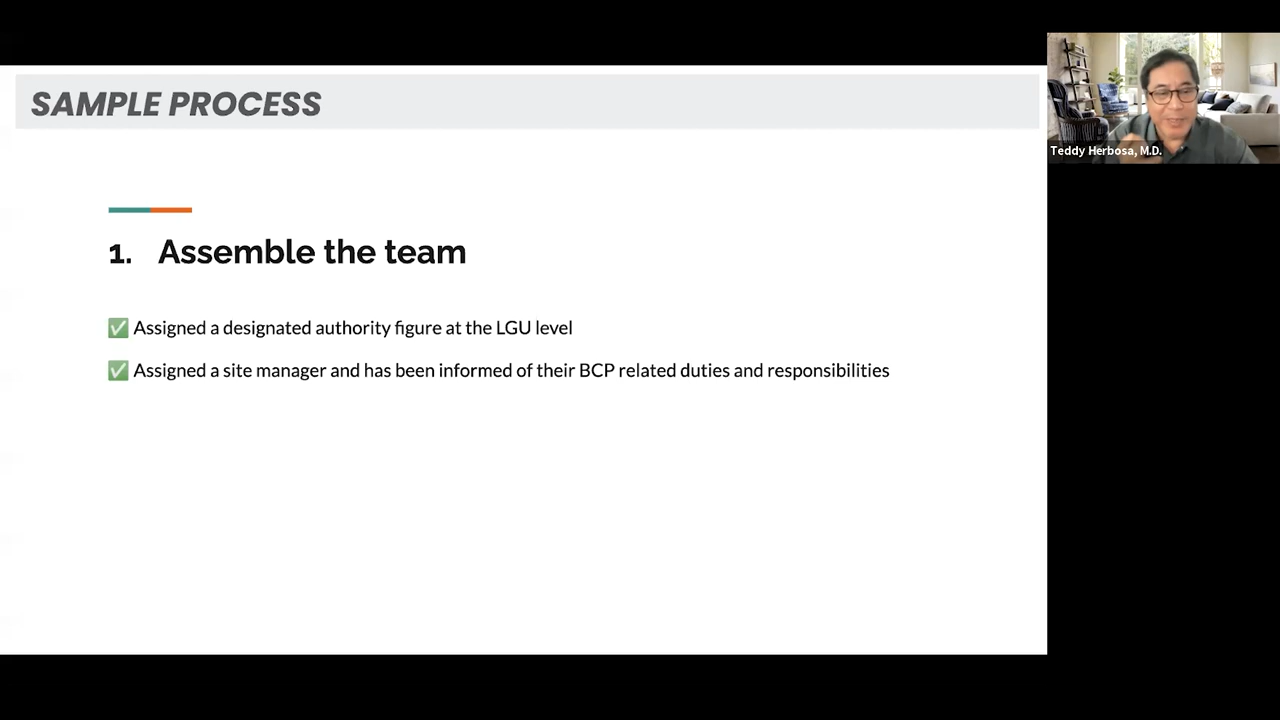 SAMPLE PROCESS
1. Assemble the team
✅ Assigned a designated authority figure at the LGU level
✅ Assigned a site manager and has been informed of their BCP related duties and responsibilities
Teddy Herbosa, M.D.